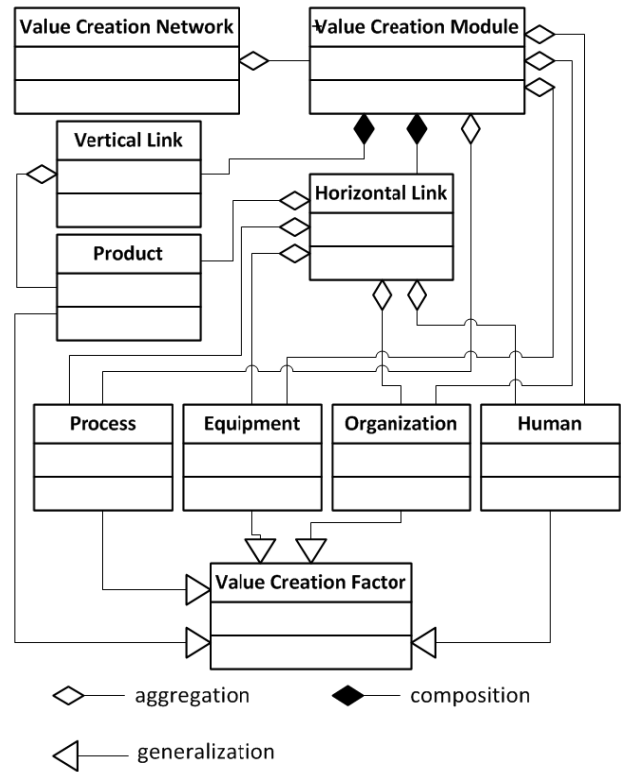 Value Creation Network
Value Creation Module
Vertical Link
Horizontal Link
Product
Process
Equipment
Organization
Human
Value Creation Factor
aggregation
composition
generalization